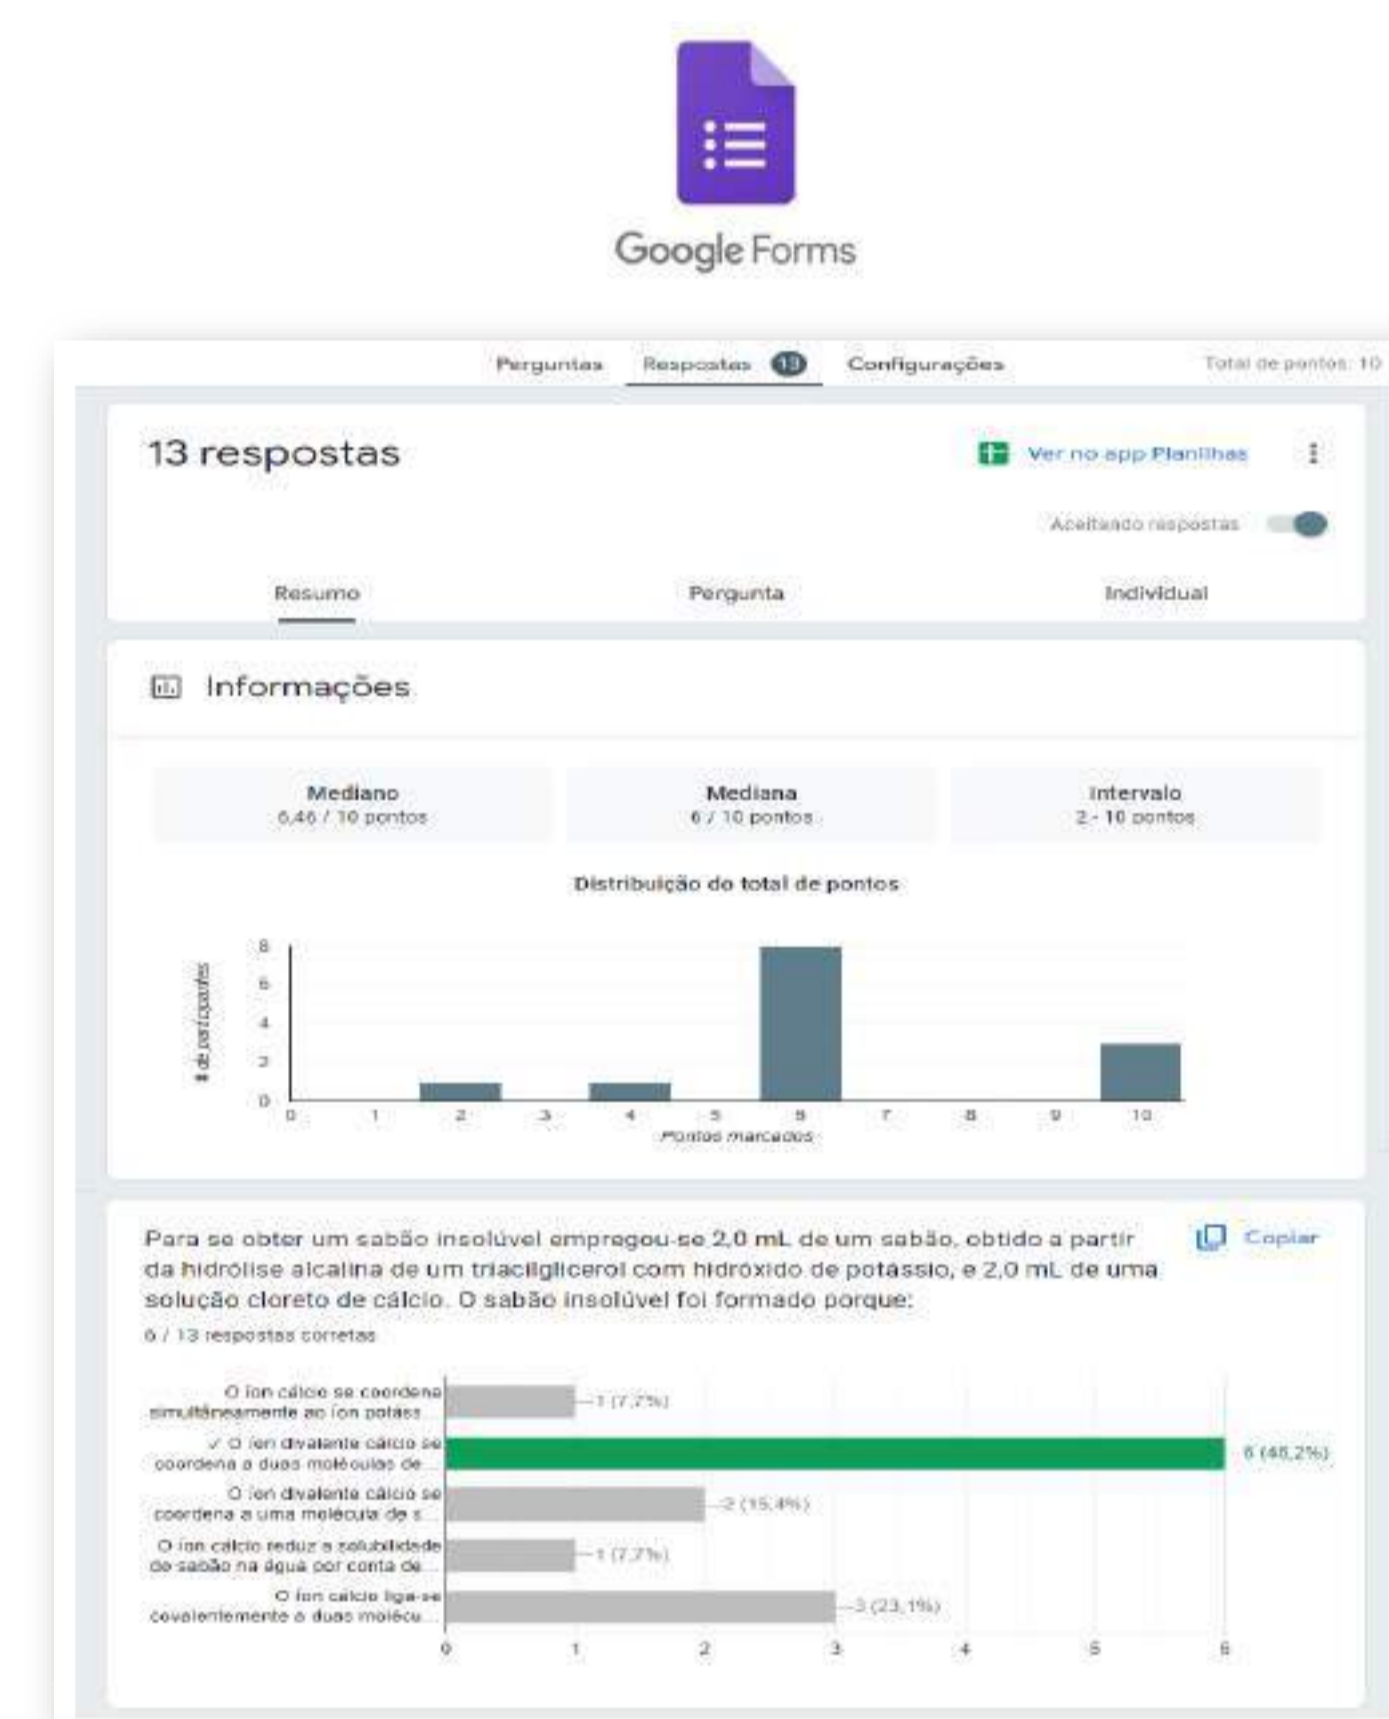 Google Forms
Perguntas Respostas 13 Configurações Total de pontos: 10
13 respostas
Ver no app Planilhas
Aceitando respostas
Resumo Pergunta Individual
Informações
Mediano Mediana Intervalo
6,46 / 10 pontos 6 / 10 pontos 2 - 10 pontos
Distribuição do total de pontos
# de participantes
8
6
4
2
0
0 1 2 3 4 5 6 7 8 9 10
Pontos marcados
Para se obter um sabão insolúvel empregou-se 2,0 mL de um sabão, obtido a partir
Copiar
da hidrólise alcalina de um triacilglicerol com hidróxido de potássio, e 2,0 mL de uma
solução cloreto de cálcio. O sabão insolúvel foi formado porque:
6 / 13 respostas corretas
O íon cálcio se coordena
simultâneamente ao íon potáss...
1 (7,7%)
✓ O íon divalente cálcio se
coordena a duas moléculas de...
6 (46,2%)
O íon divalente cálcio se
coordena a uma molécula de s...
2 (15,4%)
O íon cálcio reduz a solubilidade
do sabão na água por conta de...
1 (7,7%)
O íon cálcio liga-se
covalentemente a duas molécu...
3 (23,1%)
0 1 2 3 4 5 6